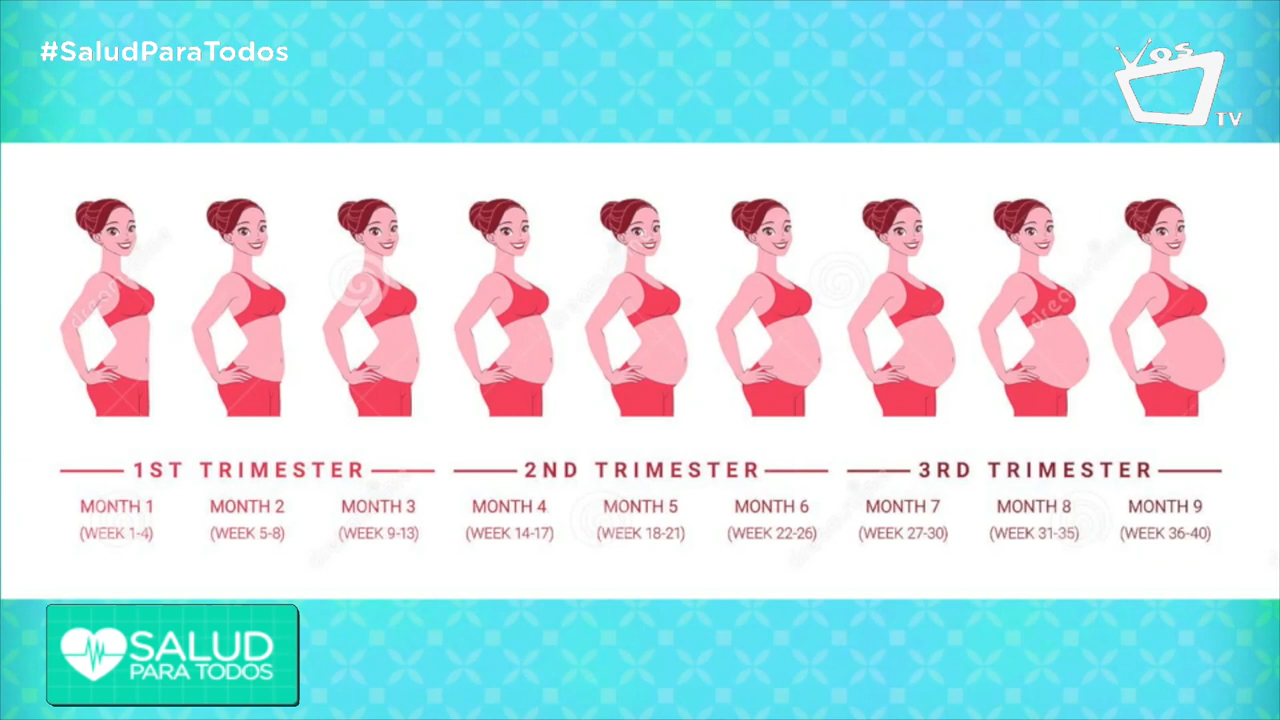 #SaludParaTodos
os
TV
1ST TRIMESTER
2ND TRIMESTER
3RD TRIMESTER
MONTH 1
MONTH 2
MONTH 3
MONTH 4
MONTH 5
MONTH 6
MONTH 7
MONTH 8
MONTH 9
(WEEK 1-4)
(WEEK 5-8)
(WEEK 9-13)
(WEEK 14-17)
(WEEK 18-21)
(WEEK 22-26)
(WEEK 27-30)
(WEEK 31-35)
(WEEK 36-40)
SALUD
PARA TODOS